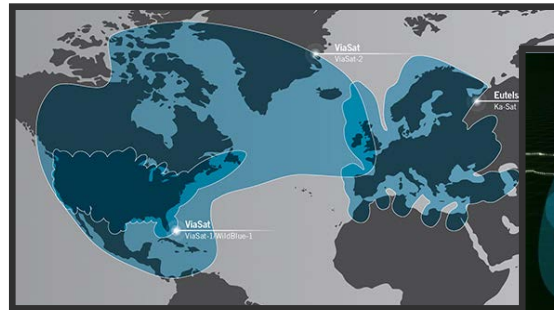 ViaSat
ViaSat-2
Eutels
Ka-Sat
ViaSat
ViaSat-1/WildBlue-1